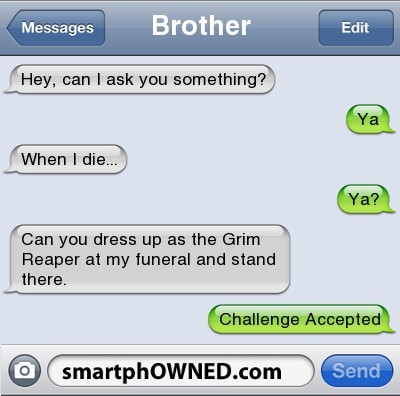 Messages
Brother
Edit
Hey, can I ask you something?
Ya
When I die...
Ya?
Can you dress up as the Grim
Reaper at my funeral and stand
there.
Challenge Accepted
smartphOWNED.com
Send